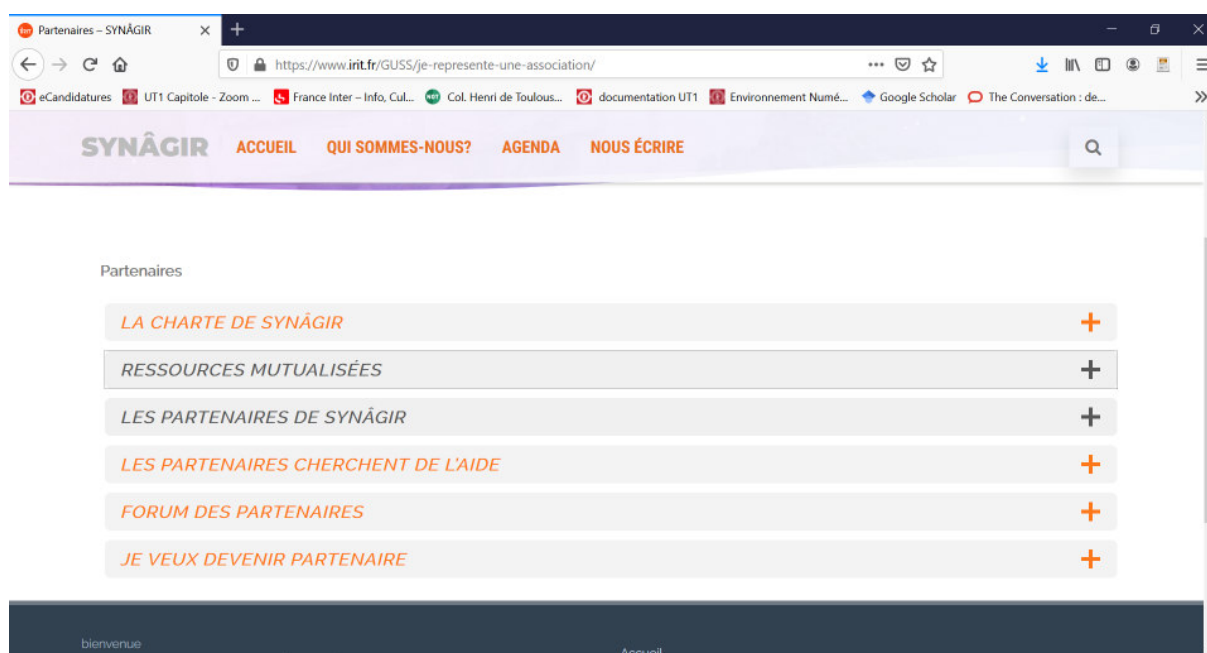 Partenaires – SYNÂGIR
https://www.irit.fr/GUSS/je-represente-une-association/
eCandidatures UT1 Capitole - Zoom ... France Inter – Info, Cul... Col. Henri de Toulous... documentation UT1 Environnement Numé... Google Scholar The Conversation : de...
SYNÂGIR ACCUEIL QUI SOMMES-NOUS? AGENDA NOUS ÉCRIRE
Partenaires
LA CHARTE DE SYNÂGIR
RESSOURCES MUTUALISÉES
LES PARTENAIRES DE SYNÂGIR
LES PARTENAIRES CHERCHENT DE L'AIDE
FORUM DES PARTENAIRES
JE VEUX DEVENIR PARTENAIRE
bienvenue
Accueil